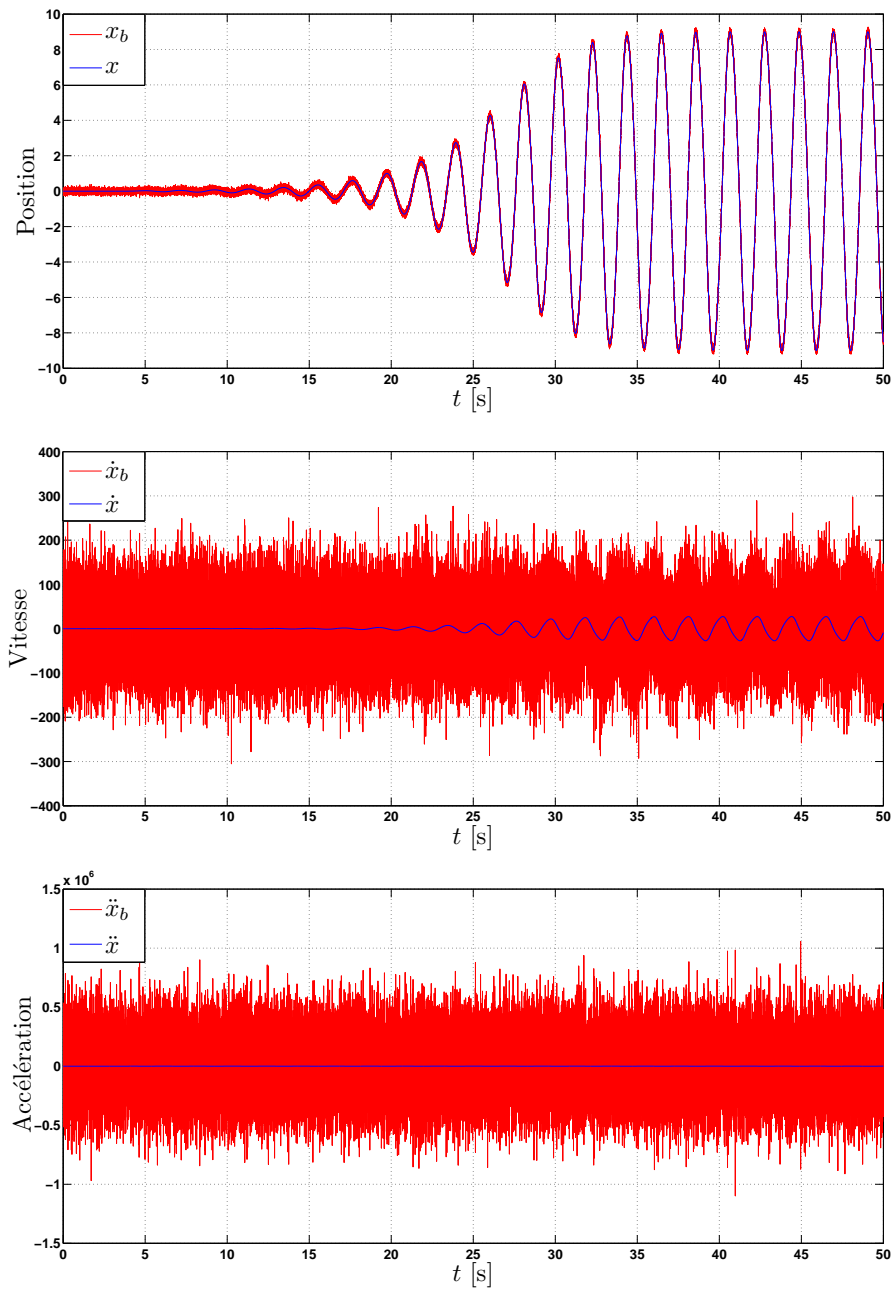 10
8
6
4
2
0
−2
−4
−6
−8
−10
Position
x_b
x
0 5 10 15 20 25 30 35 40 45 50
t [s]
400
300
200
100
0
−100
−200
−300
−400
Vitesse
ẋ_b
ẋ
0 5 10 15 20 25 30 35 40 45 50
t [s]
x 10⁶
1.5
1
0.5
0
−0.5
−1
−1.5
Accélération
ẍ_b
ẍ
0 5 10 15 20 25 30 35 40 45 50
t [s]